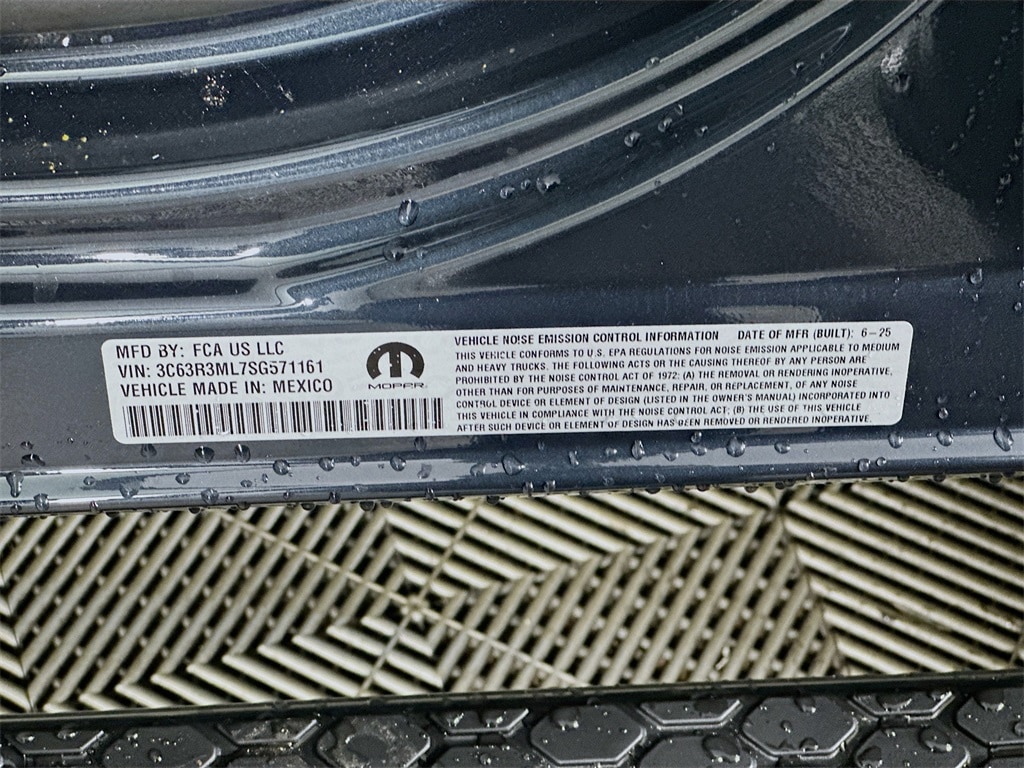 MFD BY: FCA US LLC
VIN: 3C63R3ML7SG571161
VEHICLE MADE IN: MEXICO
MOPAR
VEHICLE NOISE EMISSION CONTROL INFORMATION DATE OF MFR (BUILT): 6-25
THIS VEHICLE CONFORMS TO U.S. EPA REGULATIONS FOR NOISE EMISSION APPLICABLE TO MEDIUM
AND HEAVY TRUCKS. THE FOLLOWING ACTS OR THE CAUSING THEREOF BY ANY PERSON ARE
PROHIBITED BY THE NOISE CONTROL ACT OF 1972: (A) THE REMOVAL OR RENDERING INOPERATIVE,
OTHER THAN FOR PURPOSES OF MAINTENANCE, REPAIR, OR REPLACEMENT, OF ANY NOISE
CONTROL DEVICE OR ELEMENT OF DESIGN (LISTED IN THE OWNER'S MANUAL) INCORPORATED INTO
THIS VEHICLE IN COMPLIANCE WITH THE NOISE CONTROL ACT; (B) THE USE OF THIS VEHICLE
AFTER SUCH DEVICE OR ELEMENT OF DESIGN HAS BEEN REMOVED OR RENDERED INOPERATIVE.